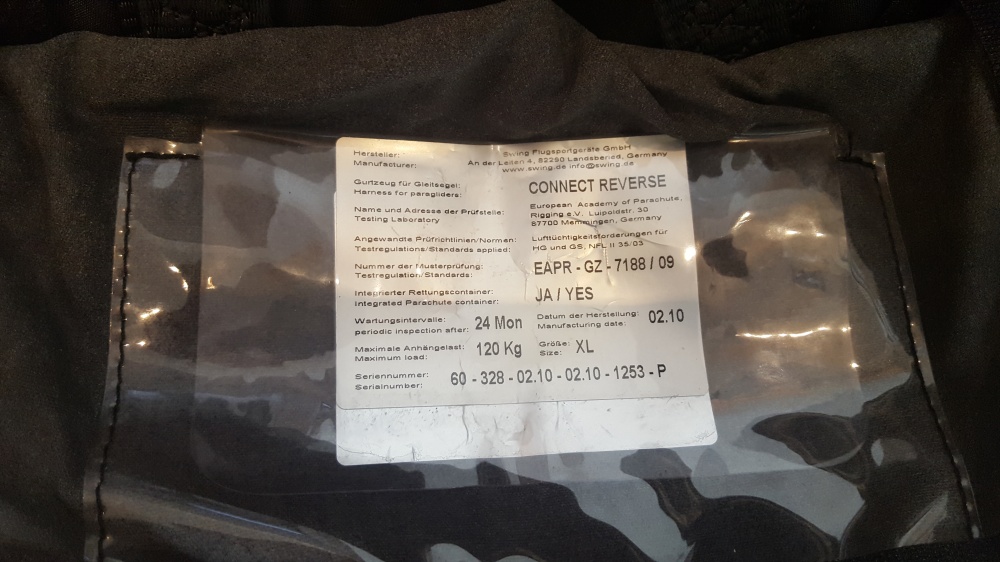 Hersteller: Swing Flugsportgeräte GmbH
Manufacturer: An der Leiten 4, 82290 Landsberied, Germany
www.swing.de info@swing.de
Gurtzeug für Gleitsegel: CONNECT REVERSE
Harness for paragliders:
Name und Adresse der Prüfstelle: European Academy of Parachute
Testing Laboratory Rigging e.V. Luipoldstr. 30
87700 Memmingen, Germany
Angewandte Prüfrichtlinien/Normen: Lufttüchtigkeitsforderungen für
Testregulations/Standards applied: HG und GS, NFL II 35/03
Nummer der Musterprüfung: EAPR - GZ - 7188 / 09
Testregulation/Standards:
Integrierter Rettungscontainer: JA / YES
integrated Parachute container:
Wartungsintervalle: 24 Mon Datum der Herstellung: 02.10
periodic inspection after: Manufacturing date:
Maximale Anhängelast: 120 Kg Größe: XL
Maximum load: Size:
Seriennummer: 60 - 328 - 02.10 - 02.10 - 1253 - P
Serialnumber: